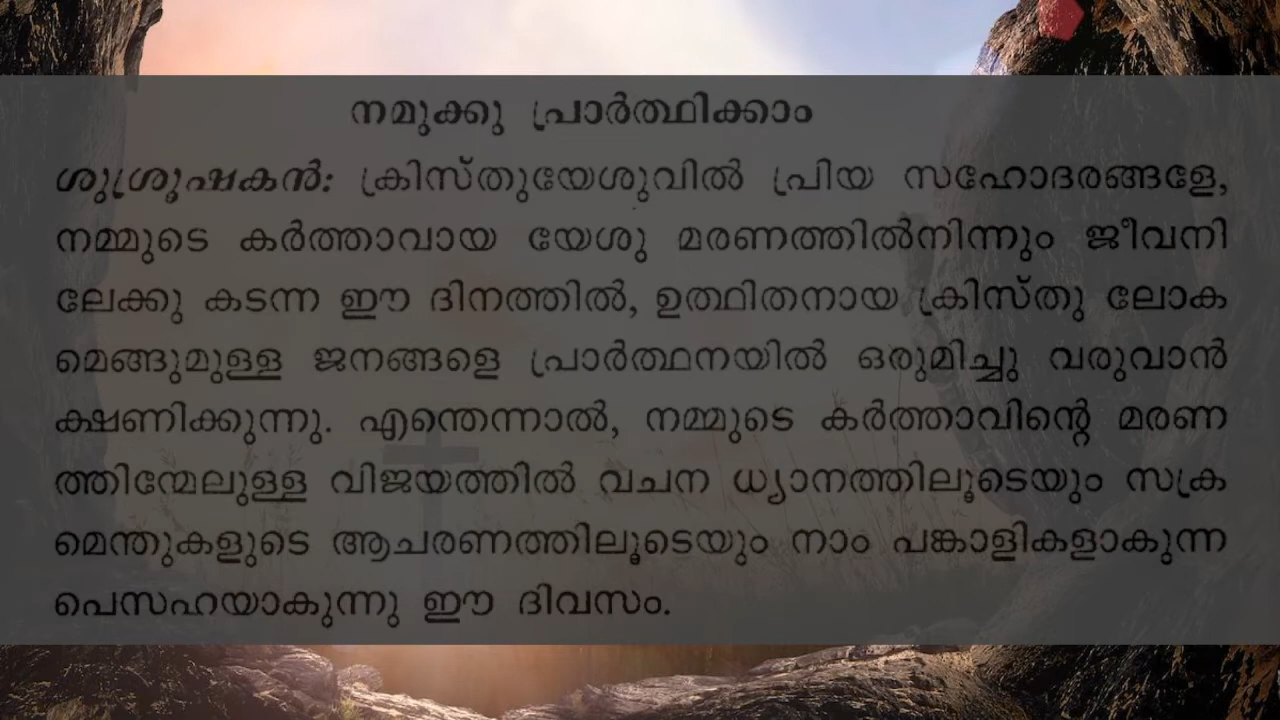 നമുക്കു പ്രാർത്ഥിക്കാം
ശുശ്രൂഷകൻ: ക്രിസ്തുയേശുവിൽ പ്രിയ സഹോദരങ്ങളേ,
നമ്മുടെ കർത്താവായ യേശു മരണത്തിൽനിന്നും ജീവനി
ലേക്കു കടന്ന ഈ ദിനത്തിൽ, ഉത്ഥിതനായ ക്രിസ്തു ലോക
മെങ്ങുമുള്ള ജനങ്ങളെ പ്രാർത്ഥനയിൽ ഒരുമിച്ചു വരുവാൻ
ക്ഷണിക്കുന്നു. എന്തെന്നാൽ, നമ്മുടെ കർത്താവിന്റെ മരണ
ത്തിന്മേലുള്ള വിജയത്തിൽ വചന ധ്യാനത്തിലൂടെയും സക്ര
മെന്തുകളുടെ ആചരണത്തിലൂടെയും നാം പങ്കാളികളാകുന്ന
പെസഹയാകുന്നു ഈ ദിവസം.